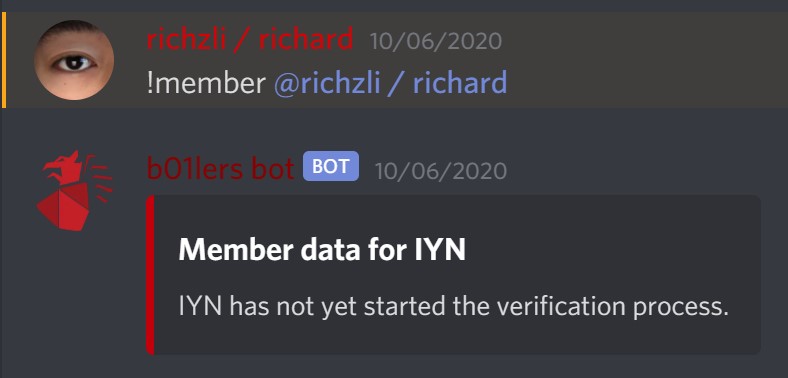 richzli / richard 10/06/2020
!member @richzli / richard
b01lers bot BOT 10/06/2020
Member data for IYN
IYN has not yet started the verification process.